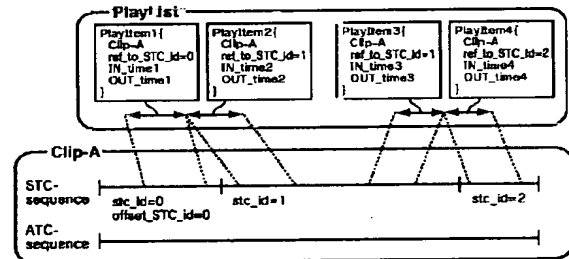 PlayList
PlayItem1{
Clip-A
ref_to_STC_id=0
IN_time1
OUT_time1
}
PlayItem2{
Clip-A
ref_to_STC_id=1
IN_time2
OUT_time2
}
PlayItem3{
Clip-A
ref_to_STC_id=1
IN_time3
OUT_time3
}
PlayItem4{
Clip-A
ref_to_STC_id=2
IN_time4
OUT_time4
}
Clip-A
STC-
sequence
stc_id=0
offset_STC_id=0
stc_id=1
stc_id=2
ATC-
sequence